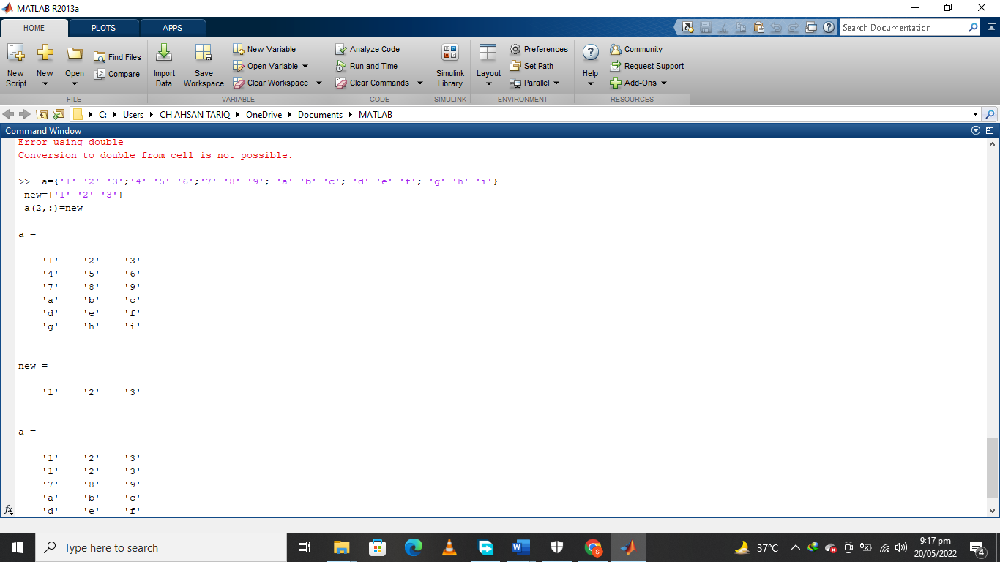 MATLAB R2013a
HOME PLOTS APPS
Search Documentation
New Script
New
Open
Find Files
Compare
FILE
Import Data
Save Workspace
New Variable
Open Variable
Clear Workspace
VARIABLE
Analyze Code
Run and Time
Clear Commands
CODE
Simulink Library
SIMULINK
Layout
Preferences
Set Path
Parallel
ENVIRONMENT
Help
Community
Request Support
Add-Ons
RESOURCES
C: Users CH AHSAN TARIQ OneDrive Documents MATLAB
Command Window
Error using double
Conversion to double from cell is not possible.
>> a={'1' '2' '3';'4' '5' '6';'7' '8' '9'; 'a' 'b' 'c'; 'd' 'e' 'f'; 'g' 'h' 'i'}
new={'1' '2' '3'}
a(2,:)=new
a =
'1' '2' '3'
'4' '5' '6'
'7' '8' '9'
'a' 'b' 'c'
'd' 'e' 'f'
'g' 'h' 'i'
new =
'1' '2' '3'
a =
'1' '2' '3'
'1' '2' '3'
'7' '8' '9'
'a' 'b' 'c'
'd' 'e' 'f'
fx
Type here to search
37°C
9:17 pm
20/05/2022
4